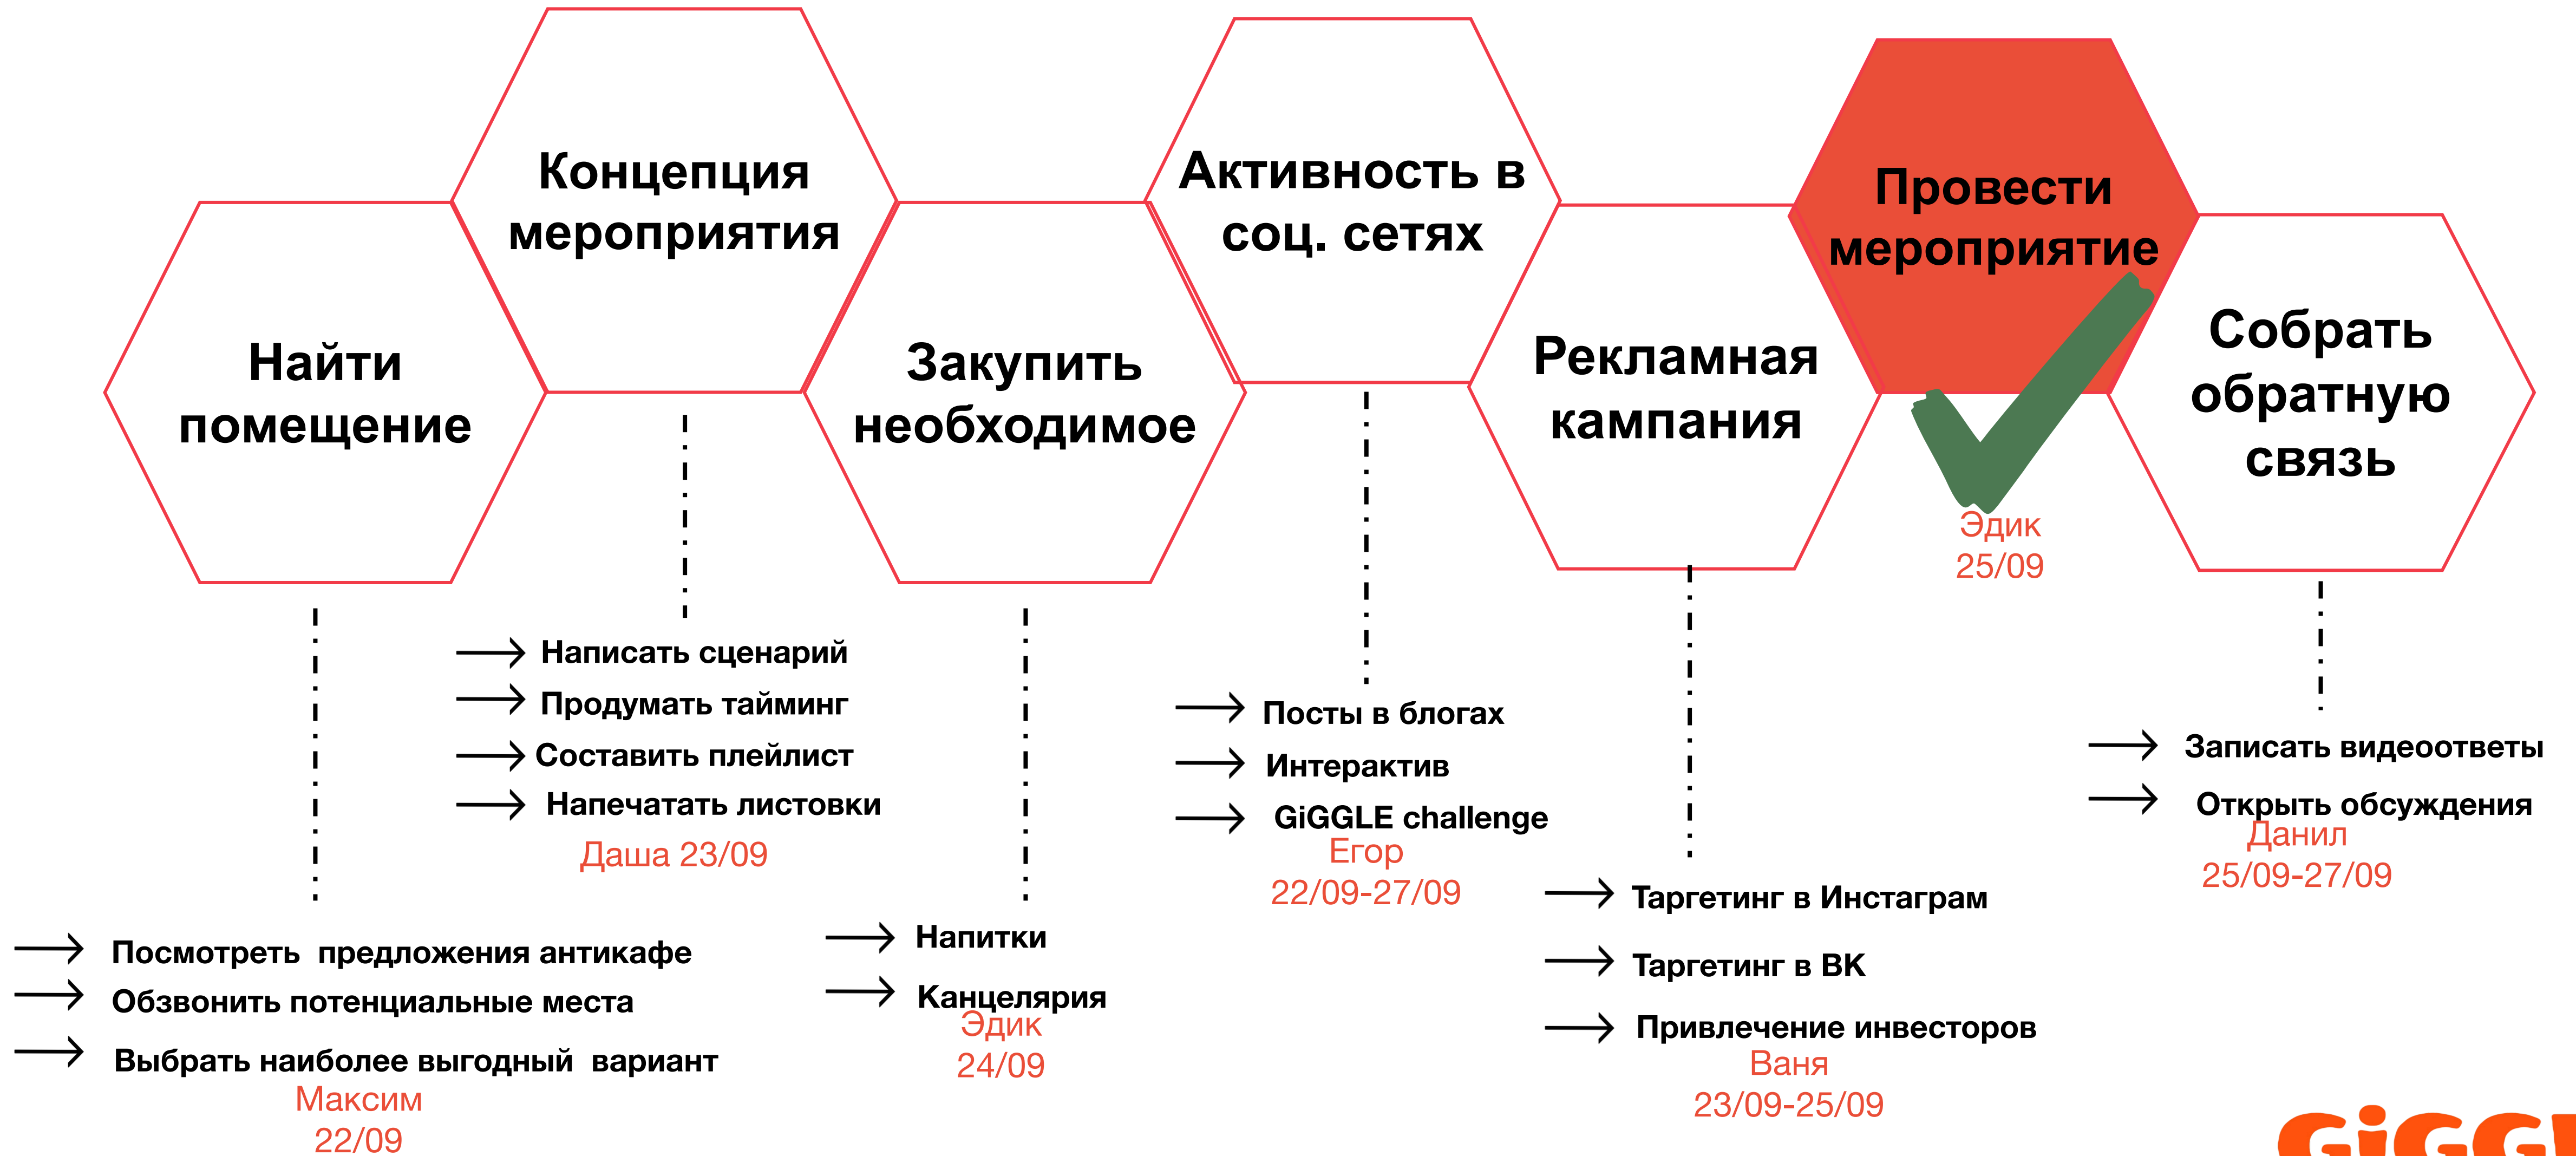 Найти
помещение
Концепция
мероприятия
Закупить
необходимое
Активность в
соц. сетях
Рекламная
кампания
Провести
мероприятие
Собрать
обратную
связь
Посмотреть предложения антикафе
Обзвонить потенциальные места
Выбрать наиболее выгодный вариант
Максим
22/09
Написать сценарий
Продумать тайминг
Составить плейлист
Напечатать листовки
Даша 23/09
Напитки
Канцелярия
Эдик
24/09
Посты в блогах
Интерактив
GiGGLE challenge
Егор
22/09-27/09
Таргетинг в Инстаграм
Таргетинг в ВК
Привлечение инвесторов
Ваня
23/09-25/09
Эдик
25/09
Записать видеоответы
Открыть обсуждения
Данил
25/09-27/09